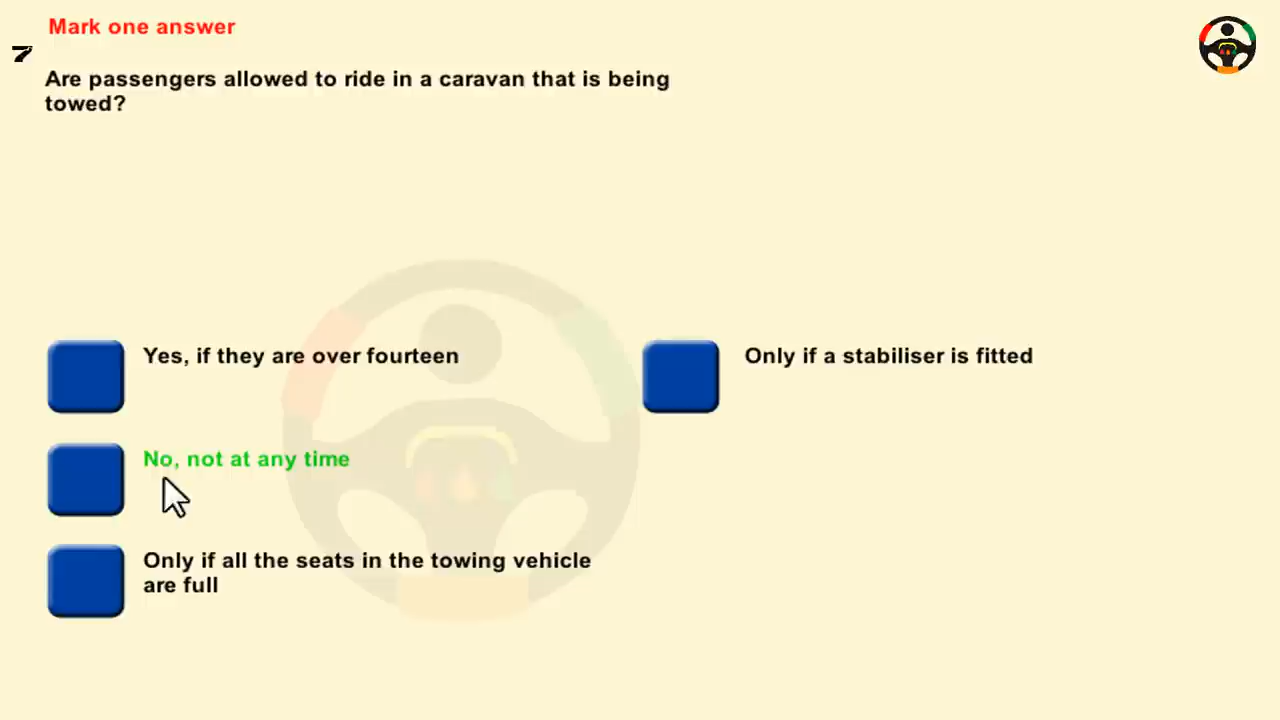 Mark one answer
7
Are passengers allowed to ride in a caravan that is being
towed?
Yes, if they are over fourteen
Only if a stabiliser is fitted
No, not at any time
Only if all the seats in the towing vehicle
are full